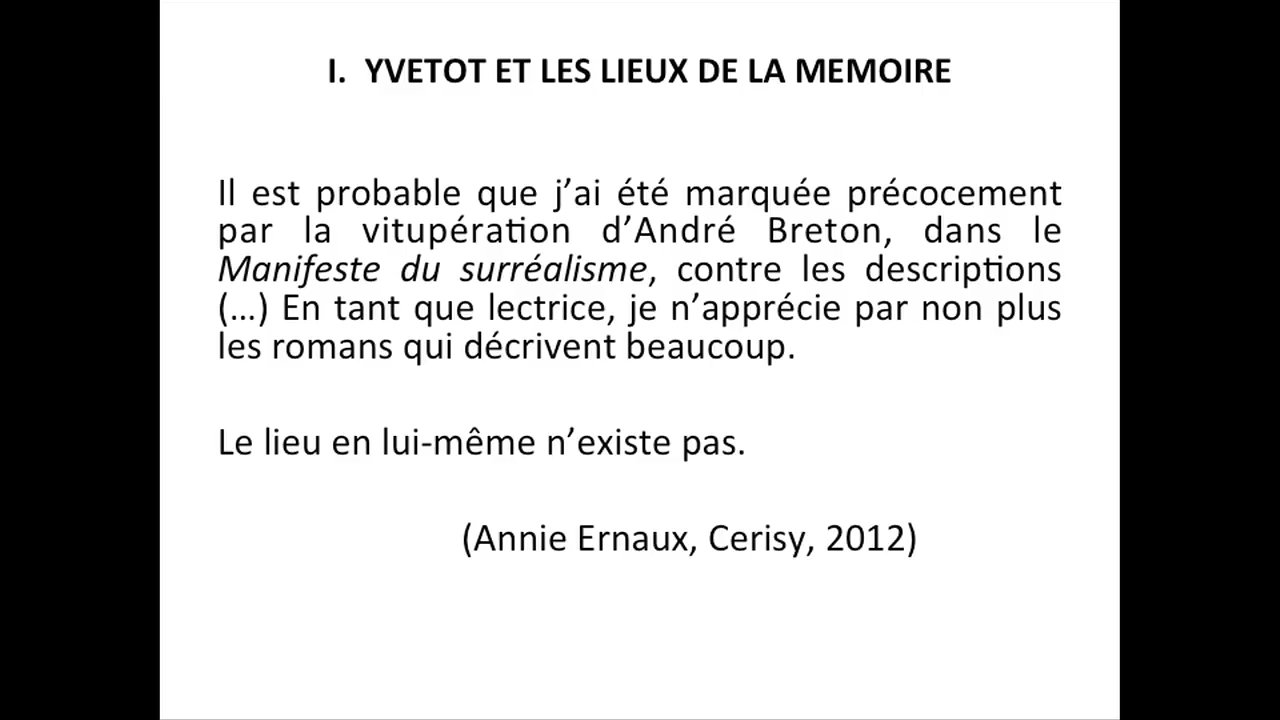 I. YVETOT ET LES LIEUX DE LA MEMOIRE
Il est probable que j’ai été marquée précocement
par la vitupération d’André Breton, dans le
Manifeste du surréalisme, contre les descriptions
(…) En tant que lectrice, je n’apprécie par non plus
les romans qui décrivent beaucoup.
Le lieu en lui-même n’existe pas.
(Annie Ernaux, Cerisy, 2012)